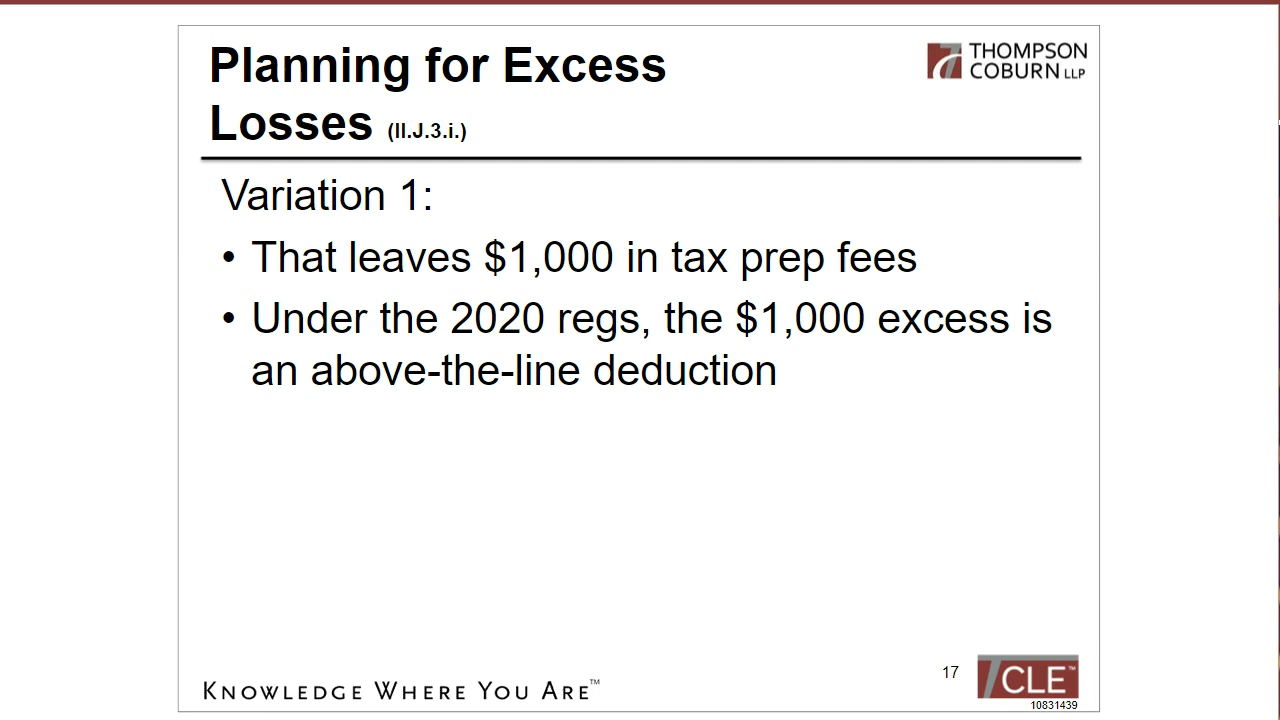 Planning for Excess
Losses (II.J.3.i.)
THOMPSON
COBURN LLP
Variation 1:
• That leaves $1,000 in tax prep fees
• Under the 2020 regs, the $1,000 excess is
an above-the-line deduction
KNOWLEDGE WHERE YOU ARE™
17
TCLE™
10831439